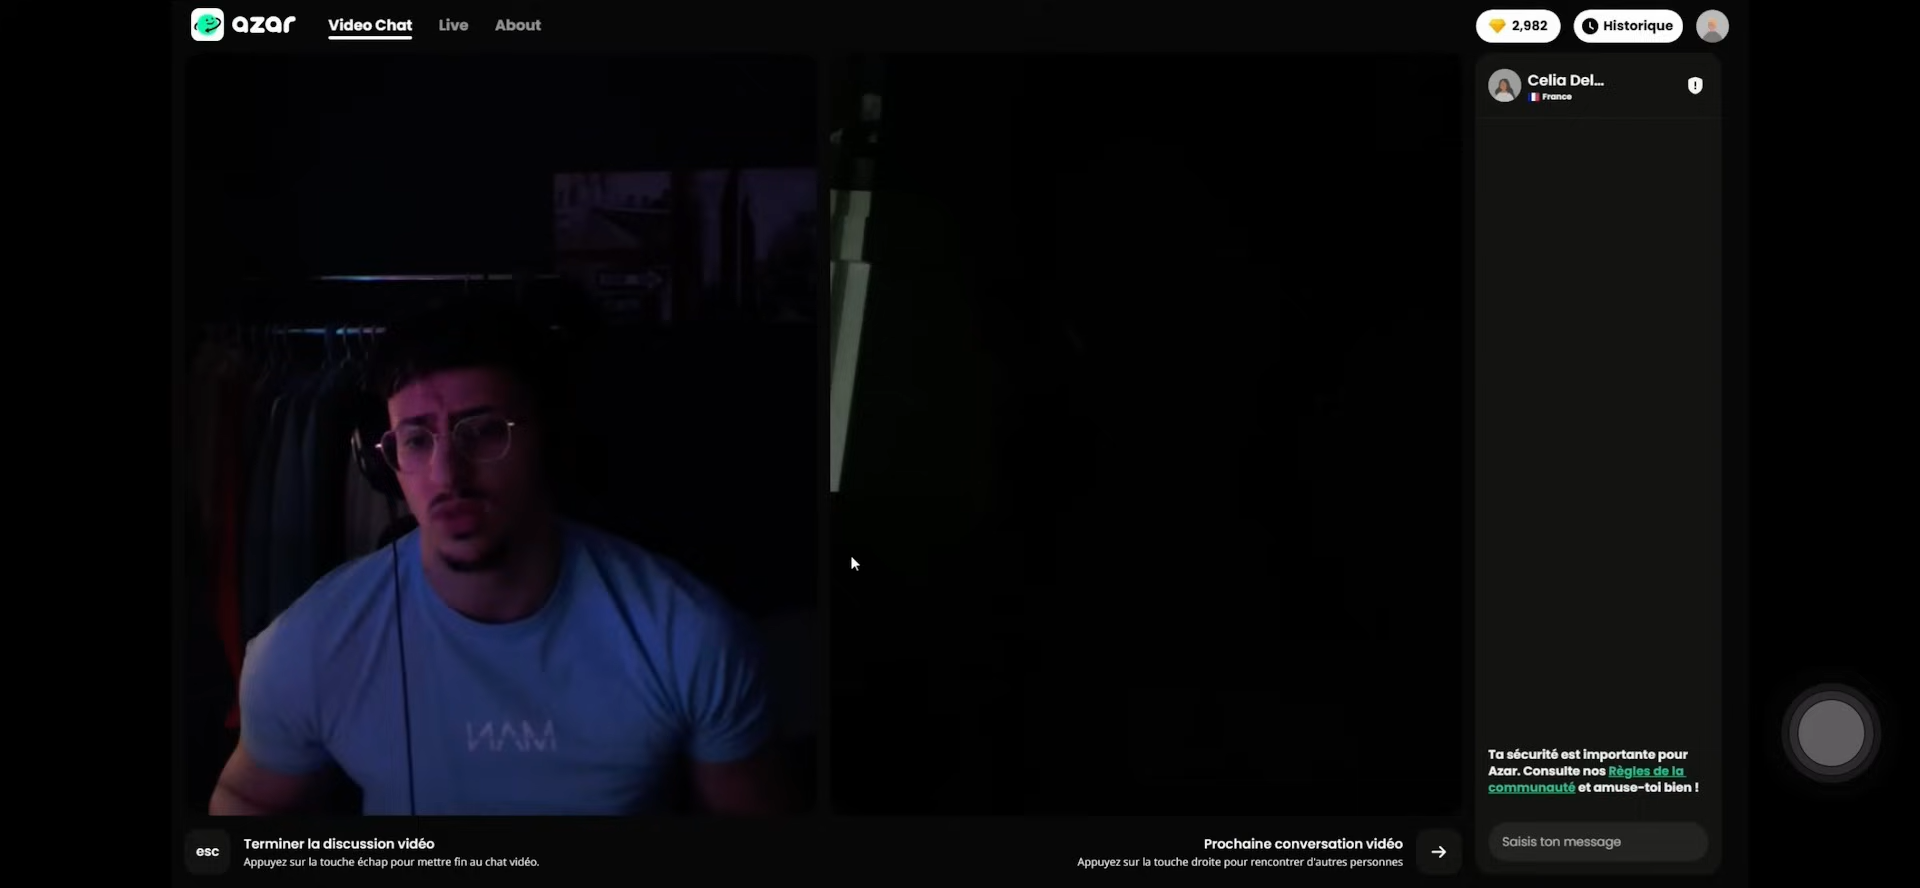 azar
Video Chat
Live
About
2,982
Historique
Celia Del...
France
Ta sécurité est importante pour
Azar. Consulte nos Règles de la
communauté et amuse-toi bien !
Saisis ton message
MAN
esc
Terminer la discussion vidéo
Appuyez sur la touche échap pour mettre fin au chat vidéo.
Prochaine conversation vidéo
Appuyez sur la touche droite pour rencontrer d'autres personnes